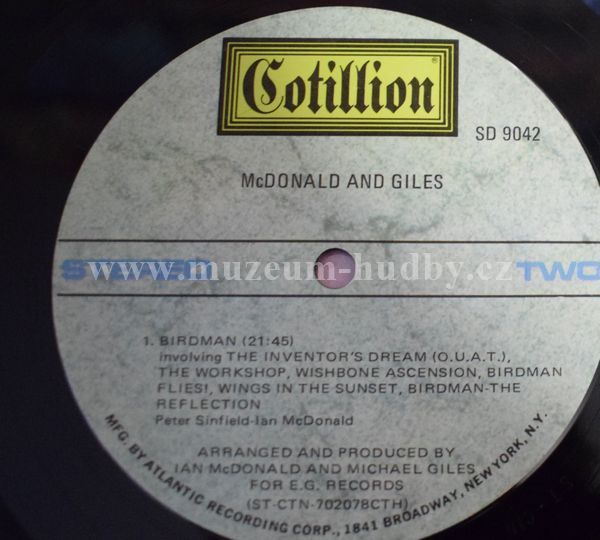 Cotillion®
SD 9042
McDONALD AND GILES
STEREO TWO
www.muzeum-hudby.cz
1. BIRDMAN (21:45)
involving THE INVENTOR'S DREAM (O.U.A.T.),
THE WORKSHOP, WISHBONE ASCENSION, BIRDMAN
FLIES!, WINGS IN THE SUNSET, BIRDMAN-THE
REFLECTION
Peter Sinfield-Ian McDonald
ARRANGED AND PRODUCED BY
IAN McDONALD AND MICHAEL GILES
FOR E.G. RECORDS
(ST-CTN-702078CTH)
MFG. BY ATLANTIC RECORDING CORP., 1841 BROADWAY, NEW YORK, N.Y.